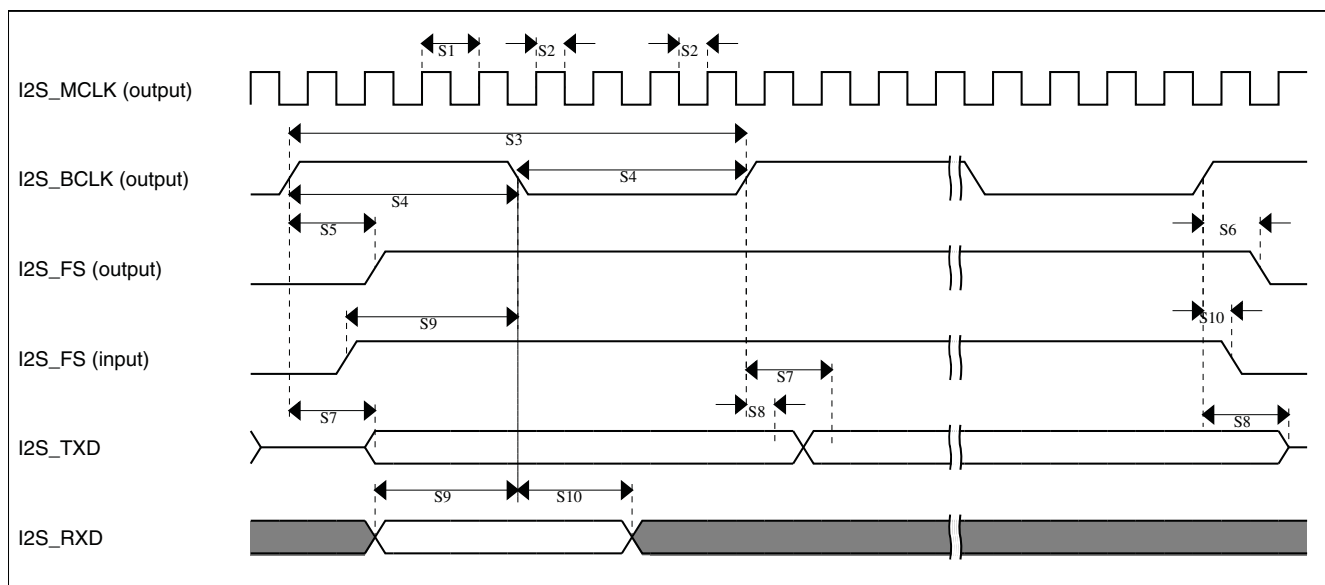 S1 S2 S2
I2S_MCLK (output)
S3
I2S_BCLK (output)
S4
S4
S5 S6
I2S_FS (output)
S9 S10
I2S_FS (input)
S7
S7 S8 S8
I2S_TXD
S9 S10
I2S_RXD